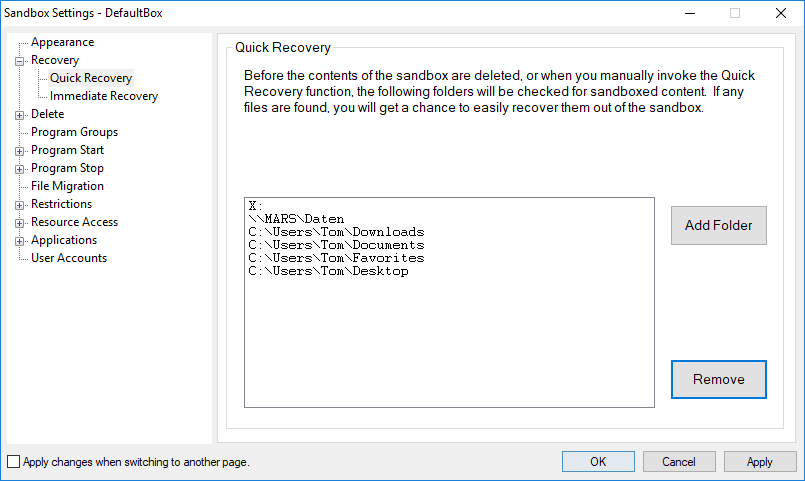 Sandbox Settings - DefaultBox
Appearance
Recovery
Quick Recovery
Immediate Recovery
Delete
Program Groups
Program Start
Program Stop
File Migration
Restrictions
Resource Access
Applications
User Accounts
Quick Recovery
Before the contents of the sandbox are deleted, or when you manually invoke the Quick
Recovery function, the following folders will be checked for sandboxed content. If any
files are found, you will get a chance to easily recover them out of the sandbox.
X:
\\MARS\Daten
C:\Users\Tom\Downloads
C:\Users\Tom\Documents
C:\Users\Tom\Favorites
C:\Users\Tom\Desktop
Add Folder
Remove
Apply changes when switching to another page.
OK
Cancel
Apply